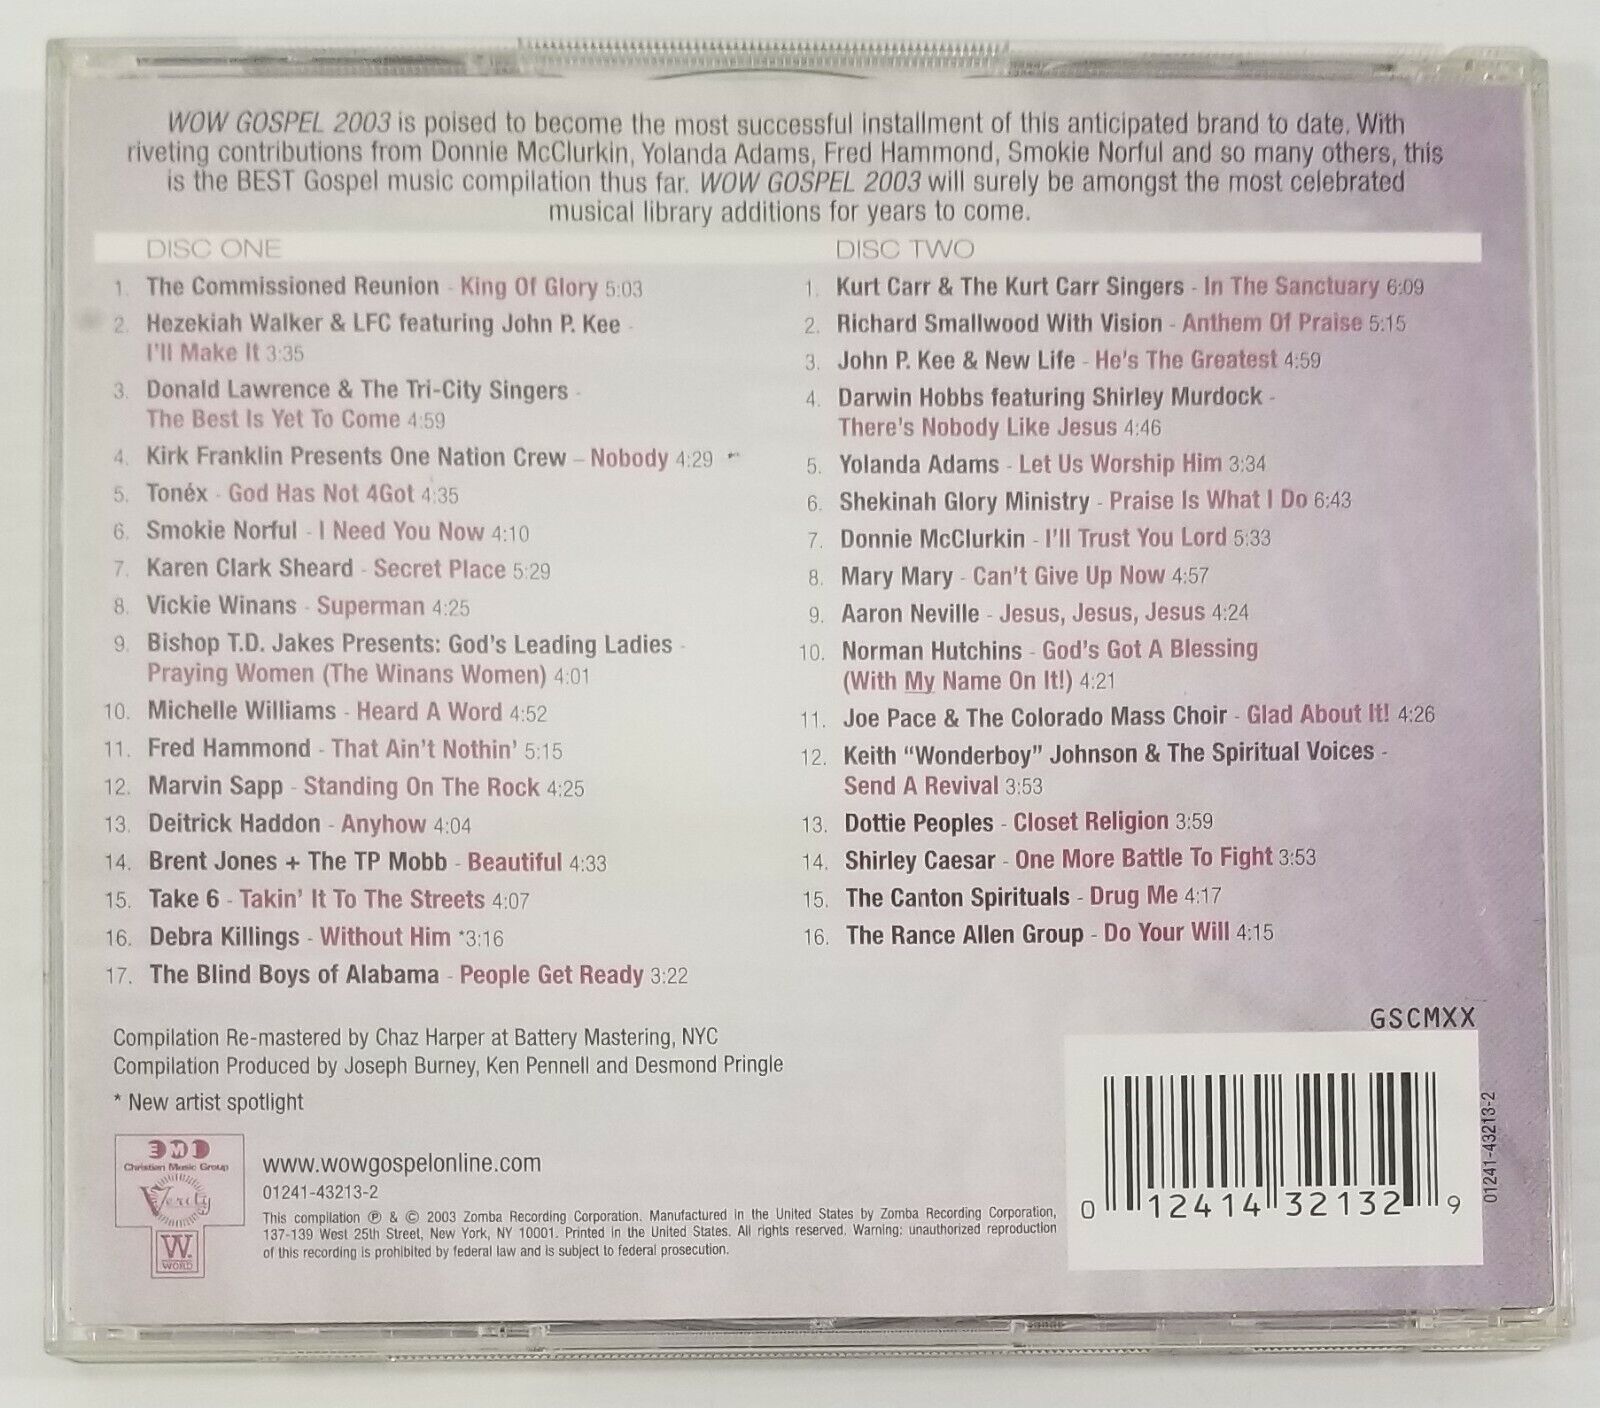 WOW GOSPEL 2003 is poised to become the most successful installment of this anticipated brand to date. With
riveting contributions from Donnie McClurkin, Yolanda Adams, Fred Hammond, Smokie Norful and so many others, this
is the BEST Gospel music compilation thus far. WOW GOSPEL 2003 will surely be amongst the most celebrated
musical library additions for years to come.
DISC ONE
1. The Commissioned Reunion - King Of Glory 5:03
2. Hezekiah Walker & LFC featuring John P. Kee -
I'll Make It 3:35
3. Donald Lawrence & The Tri-City Singers -
The Best Is Yet To Come 4:59
4. Kirk Franklin Presents One Nation Crew – Nobody 4:29
5. Tonéx - God Has Not 4Got 4:35
6. Smokie Norful - I Need You Now 4:10
7. Karen Clark Sheard - Secret Place 5:29
8. Vickie Winans - Superman 4:25
9. Bishop T.D. Jakes Presents: God's Leading Ladies -
Praying Women (The Winans Women) 4:01
10. Michelle Williams - Heard A Word 4:52
11. Fred Hammond - That Ain't Nothin' 5:15
12. Marvin Sapp - Standing On The Rock 4:25
13. Deitrick Haddon - Anyhow 4:04
14. Brent Jones + The TP Mobb - Beautiful 4:33
15. Take 6 - Takin' It To The Streets 4:07
16. Debra Killings - Without Him *3:16
17. The Blind Boys of Alabama - People Get Ready 3:22
DISC TWO
1. Kurt Carr & The Kurt Carr Singers - In The Sanctuary 6:09
2. Richard Smallwood With Vision - Anthem Of Praise 5:15
3. John P. Kee & New Life - He's The Greatest 4:59
4. Darwin Hobbs featuring Shirley Murdock -
There's Nobody Like Jesus 4:46
5. Yolanda Adams - Let Us Worship Him 3:34
6. Shekinah Glory Ministry - Praise Is What I Do 6:43
7. Donnie McClurkin - I'll Trust You Lord 5:33
8. Mary Mary - Can't Give Up Now 4:57
9. Aaron Neville - Jesus, Jesus, Jesus 4:24
10. Norman Hutchins - God's Got A Blessing
(With My Name On It!) 4:21
11. Joe Pace & The Colorado Mass Choir - Glad About It! 4:26
12. Keith “Wonderboy” Johnson & The Spiritual Voices -
Send A Revival 3:53
13. Dottie Peoples - Closet Religion 3:59
14. Shirley Caesar - One More Battle To Fight 3:53
15. The Canton Spirituals - Drug Me 4:17
16. The Rance Allen Group - Do Your Will 4:15
Compilation Re-mastered by Chaz Harper at Battery Mastering, NYC
Compilation Produced by Joseph Burney, Ken Pennell and Desmond Pringle
* New artist spotlight
EMI
Christian Music Group
Verity
W.
WORD
www.wowgospelonline.com
01241-43213-2
This compilation ℗ & © 2003 Zomba Recording Corporation. Manufactured in the United States by Zomba Recording Corporation,
137-139 West 25th Street, New York, NY 10001. Printed in the United States. All rights reserved. Warning: unauthorized reproduction
of this recording is prohibited by federal law and is subject to federal prosecution.
GSCMXX
0 12414 32132 9
01241-43213-2